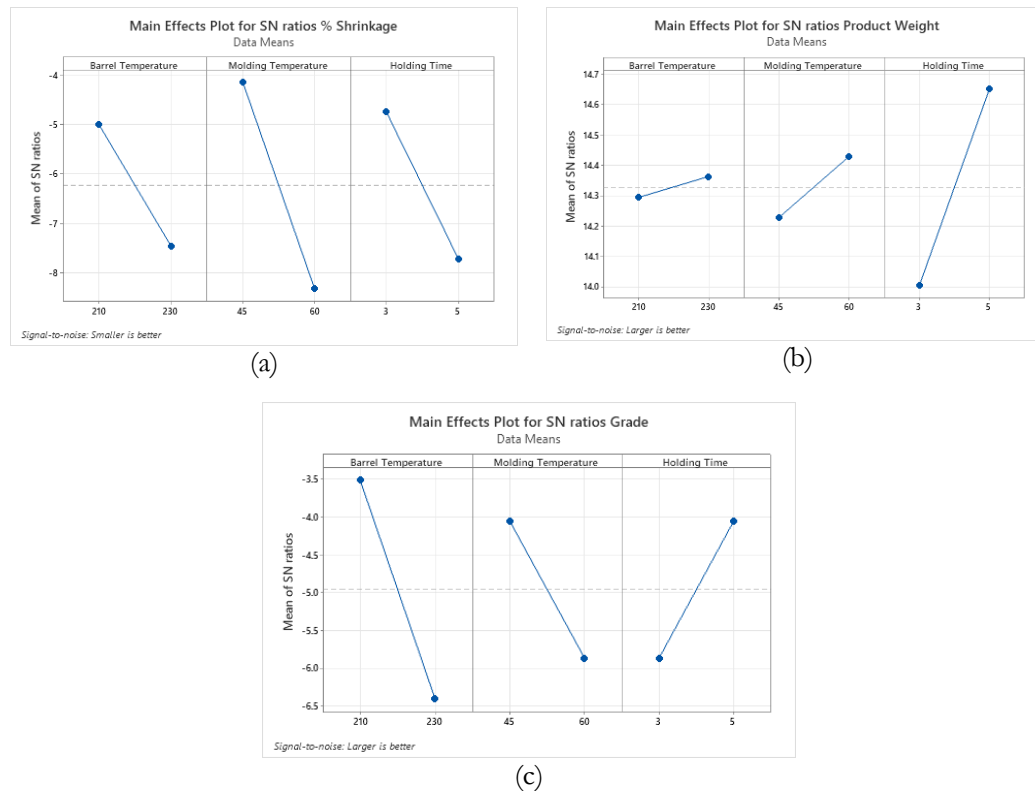 Main Effects Plot for SN ratios % Shrinkage
Data Means
Barrel Temperature Molding Temperature Holding Time
Mean of SN ratios
-4
-5
-6
-7
-8
210 230 45 60 3 5
Signal-to-noise: Smaller is better
(a)
Main Effects Plot for SN ratios Product Weight
Data Means
Barrel Temperature Molding Temperature Holding Time
Mean of SN ratios
14.7
14.6
14.5
14.4
14.3
14.2
14.1
14.0
210 230 45 60 3 5
Signal-to-noise: Larger is better
(b)
Main Effects Plot for SN ratios Grade
Data Means
Barrel Temperature Molding Temperature Holding Time
Mean of SN ratios
-3.5
-4.0
-4.5
-5.0
-5.5
-6.0
-6.5
210 230 45 60 3 5
Signal-to-noise: Larger is better
(c)